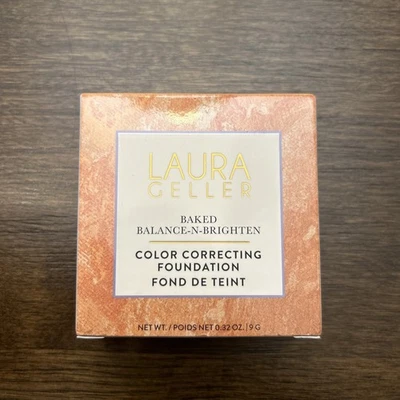 LAURA
GELLER
BAKED
BALANCE-N-BRIGHTEN
COLOR CORRECTING
FOUNDATION
FOND DE TEINT
NET WT. / POIDS NET 0.32 OZ. | 9 G